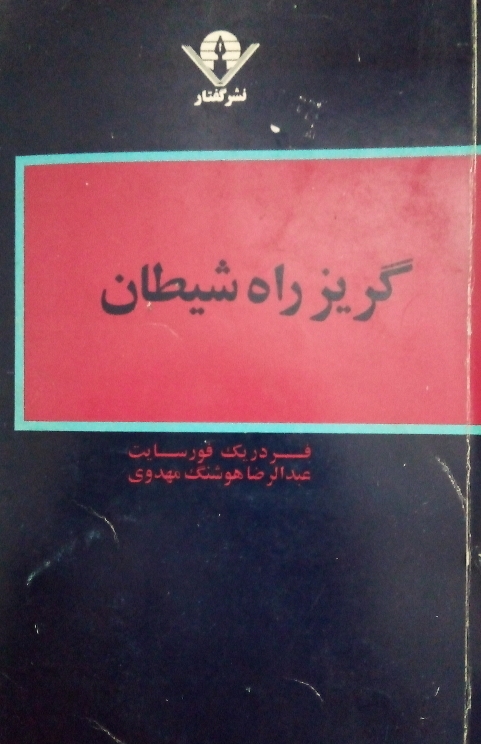 نشر گفتار
گریز راه شیطان
فردریک فورسایت
عبدالرضا هوشنگ مهدوی